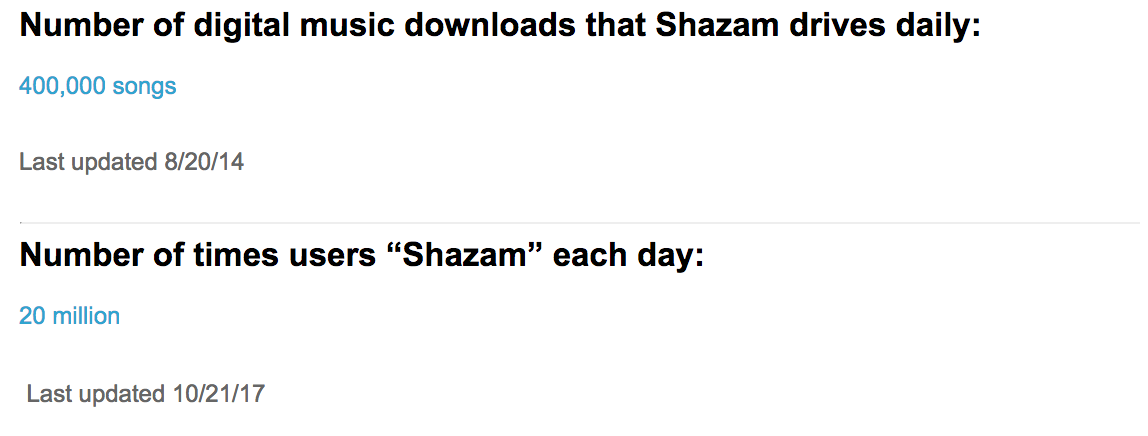 Number of digital music downloads that Shazam drives daily:
400,000 songs
Last updated 8/20/14
Number of times users “Shazam” each day:
20 million
Last updated 10/21/17